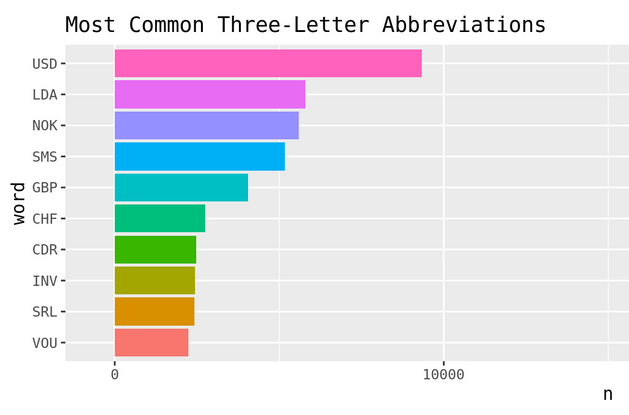 Most Common Three-Letter Abbreviations
USD
LDA
NOK
SMS
GBP
CHF
CDR
INV
SRL
VOU
word
0 10000
n